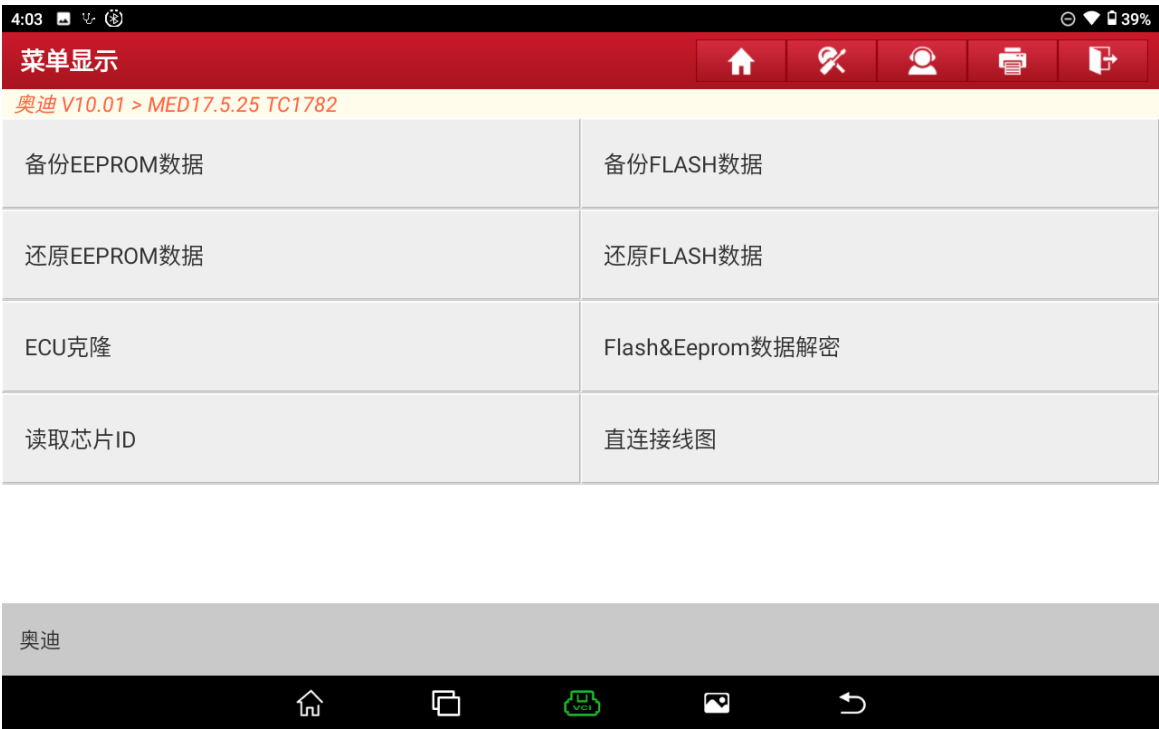 4:03 39%
菜单显示
奥迪 V10.01 > MED17.5.25 TC1782
备份EEPROM数据 备份FLASH数据
还原EEPROM数据 还原FLASH数据
ECU克隆 Flash&Eeprom数据解密
读取芯片ID 直连接线图
奥迪
VCI